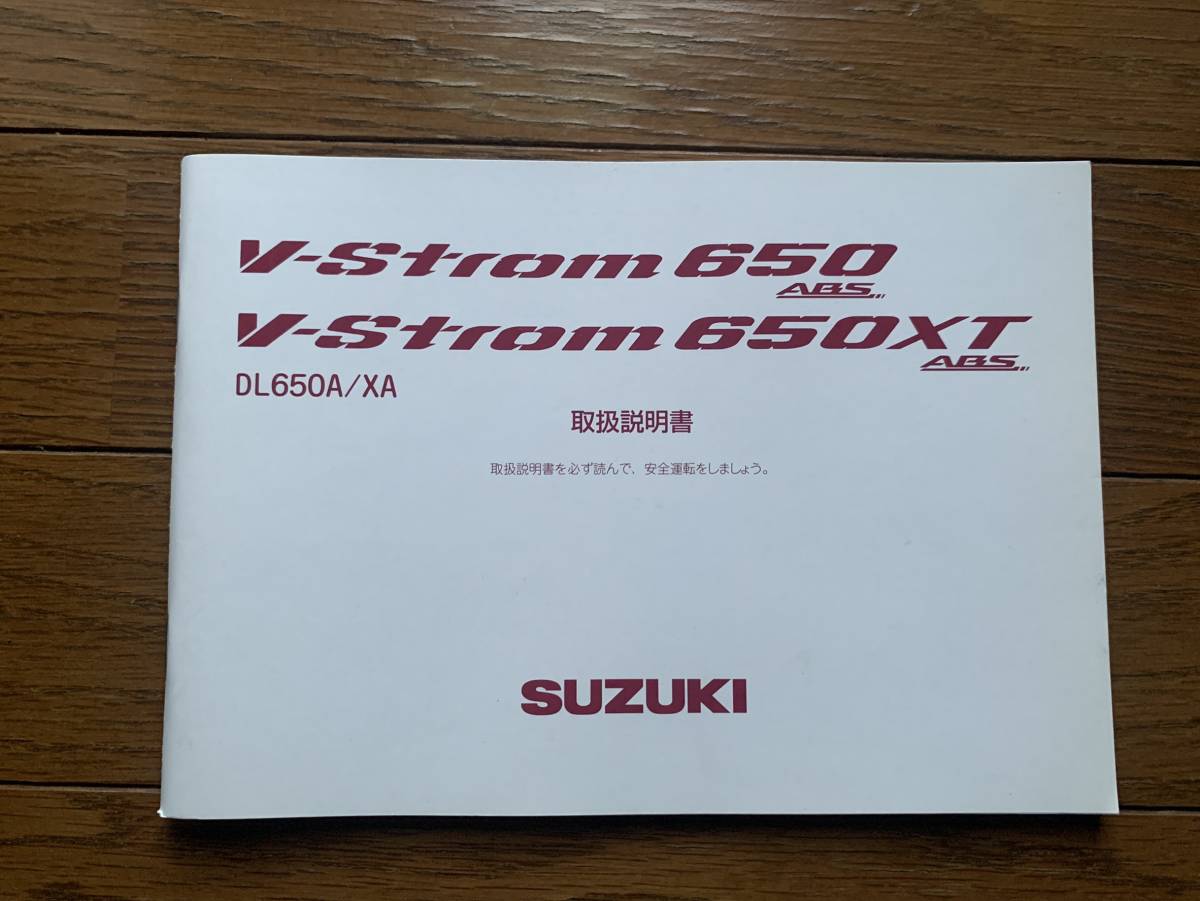 V-Strom 650
ABS
V-Strom 650XT
ABS
DL650A/XA
取扱説明書
取扱説明書を必ず読んで、安全運転をしましょう。
SUZUKI